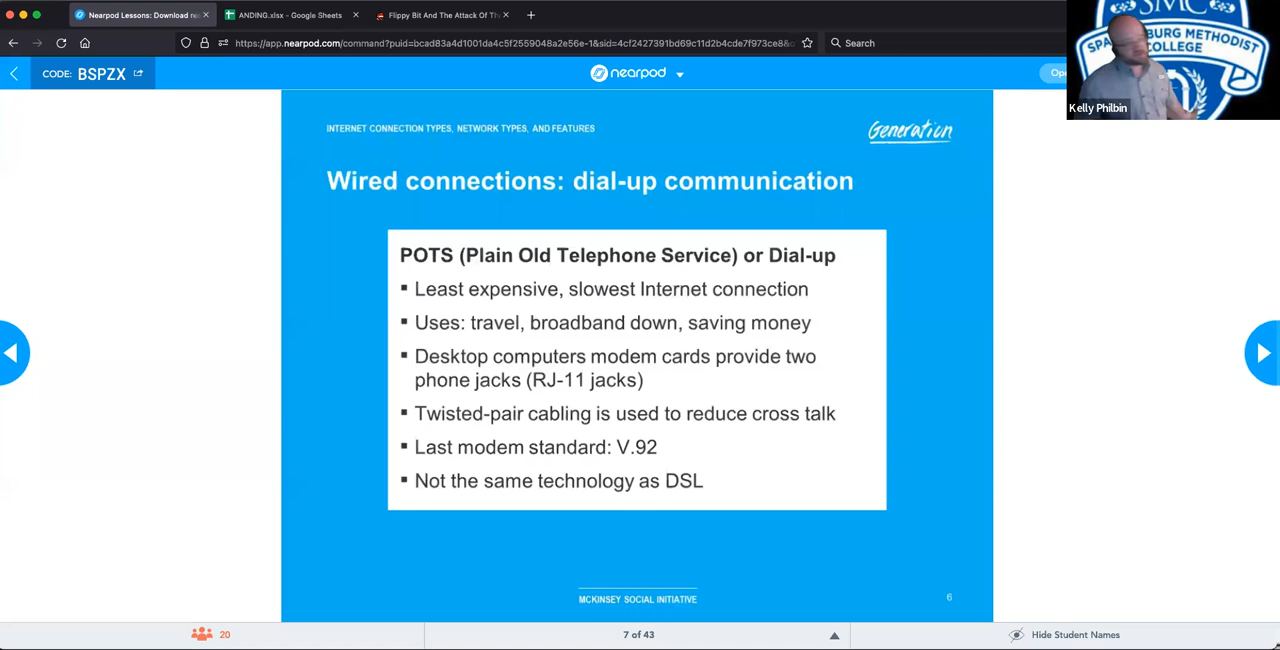 Nearpod Lessons: Download
ANDING.xlsx - Google Sheets
Flippy Bit And The Attack Of
https://app.nearpod.com/command?puid=bcad83a4d1001da4c5f2559048a2e56e-1&sid=4cf2427391bd69c11d2b4cde7f973ce8&
Search
CODE: BSPZX
nearpod
SMC
METHODIST
COLLEGE
Kelly Philbin
INTERNET CONNECTION TYPES, NETWORK TYPES, AND FEATURES
Generation
Wired connections: dial-up communication
POTS (Plain Old Telephone Service) or Dial-up
▪ Least expensive, slowest Internet connection
▪ Uses: travel, broadband down, saving money
▪ Desktop computers modem cards provide two
phone jacks (RJ-11 jacks)
▪ Twisted-pair cabling is used to reduce cross talk
▪ Last modem standard: V.92
▪ Not the same technology as DSL
MCKINSEY SOCIAL INITIATIVE
6
20
7 of 43
Hide Student Names